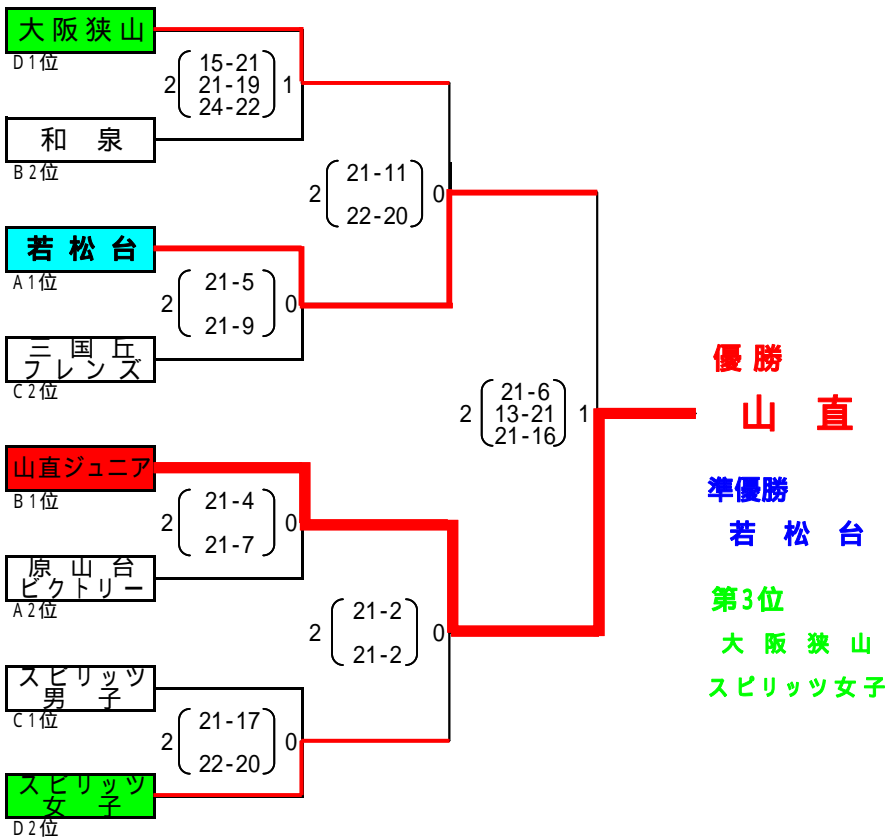 大阪狭山
D1位
2 15-21 1
21-19
24-22
和 泉
B2位
2 21-11 0
22-20
若松台
A1位
2 21-5 0
21-9
三国丘
フレンズ
C2位
2 21-6 1
13-21
21-16
優勝
山 直
山直ジュニア
B1位
2 21-4 0
21-7
原山台
ビクトリー
A2位
2 21-2 0
21-2
スピリッツ
男 子
C1位
2 21-17 0
22-20
スピリッツ
女 子
D2位
準優勝
若 松 台
第3位
大 阪 狭 山
スピリッツ女子